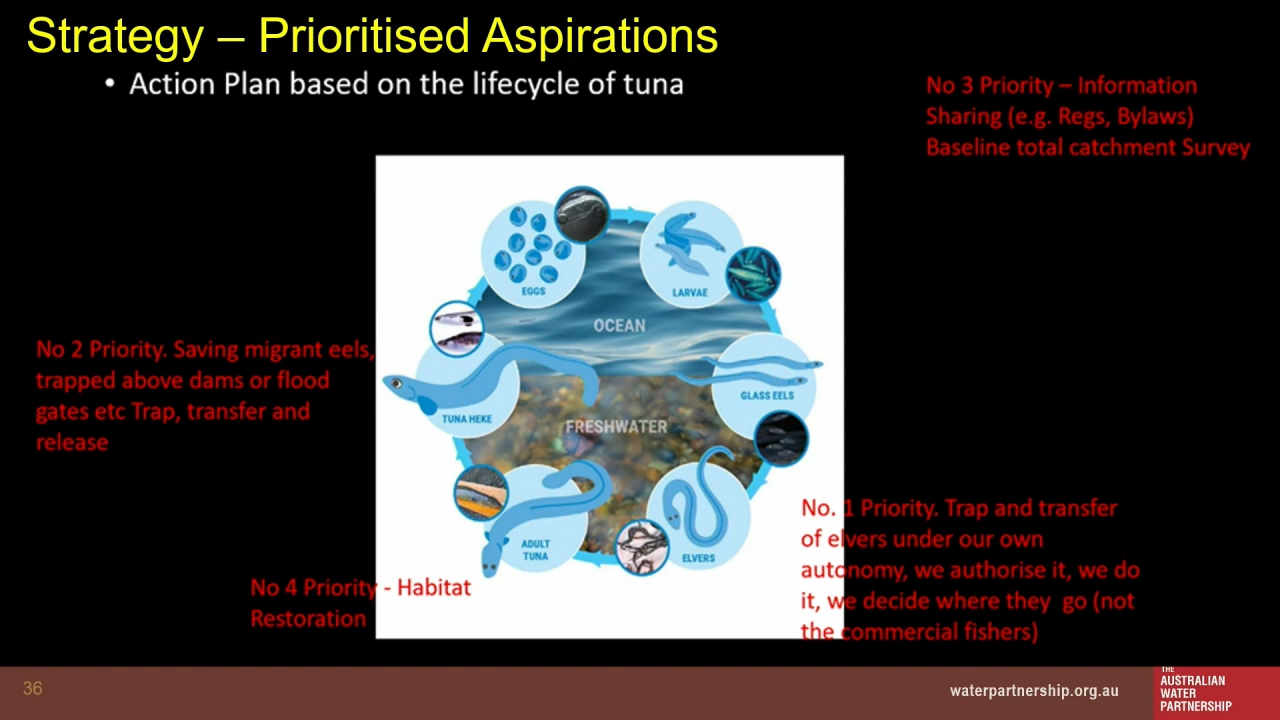 Strategy – Prioritised Aspirations
• Action Plan based on the lifecycle of tuna
No 3 Priority – Information
Sharing (e.g. Regs, Bylaws)
Baseline total catchment Survey
EGGS
LARVAE
OCEAN
No 2 Priority. Saving migrant eels,
trapped above dams or flood
gates etc Trap, transfer and
release
TUNA HEKE
GLASS EELS
FRESHWATER
ADULT
TUNA
ELVERS
No. 1 Priority. Trap and transfer
of elvers under our own
autonomy, we authorise it, we do
it, we decide where they go (not
the commercial fishers)
No 4 Priority - Habitat
Restoration
36
waterpartnership.org.au
THE
AUSTRALIAN
WATER
PARTNERSHIP